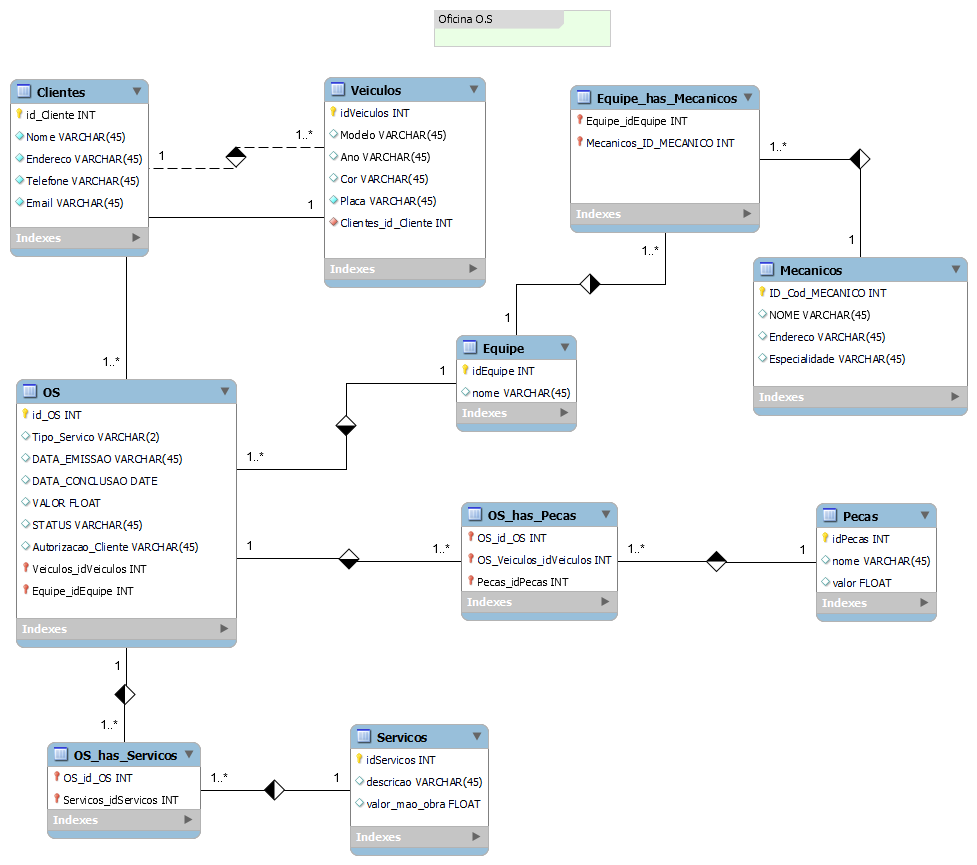 Oficina O.S
Clientes
id_Cliente INT
Nome VARCHAR(45)
Endereco VARCHAR(45)
Telefone VARCHAR(45)
Email VARCHAR(45)
Indexes
1
1..*
1
Veiculos
idVeiculos INT
Modelo VARCHAR(45)
Ano VARCHAR(45)
Cor VARCHAR(45)
Placa VARCHAR(45)
Clientes_id_Cliente INT
Indexes
Equipe_has_Mecanicos
Equipe_idEquipe INT
Mecanicos_ID_MECANICO INT
Indexes
1..*
1
1..*
1
Mecanicos
ID_Cod_MECANICO INT
NOME VARCHAR(45)
Endereco VARCHAR(45)
Especialidade VARCHAR(45)
Indexes
Equipe
idEquipe INT
nome VARCHAR(45)
Indexes
1..*
1
1..*
OS
id_OS INT
Tipo_Servico VARCHAR(2)
DATA_EMISSAO VARCHAR(45)
DATA_CONCLUSAO DATE
VALOR FLOAT
STATUS VARCHAR(45)
Autorizacao_Cliente VARCHAR(45)
Veiculos_idVeiculos INT
Equipe_idEquipe INT
Indexes
1
1..*
OS_has_Pecas
OS_id_OS INT
OS_Veiculos_idVeiculos INT
Pecas_idPecas INT
Indexes
1..*
1
Pecas
idPecas INT
nome VARCHAR(45)
valor FLOAT
Indexes
1
1..*
OS_has_Servicos
OS_id_OS INT
Servicos_idServicos INT
Indexes
1..*
1
Servicos
idServicos INT
descricao VARCHAR(45)
valor_mao_obra FLOAT
Indexes